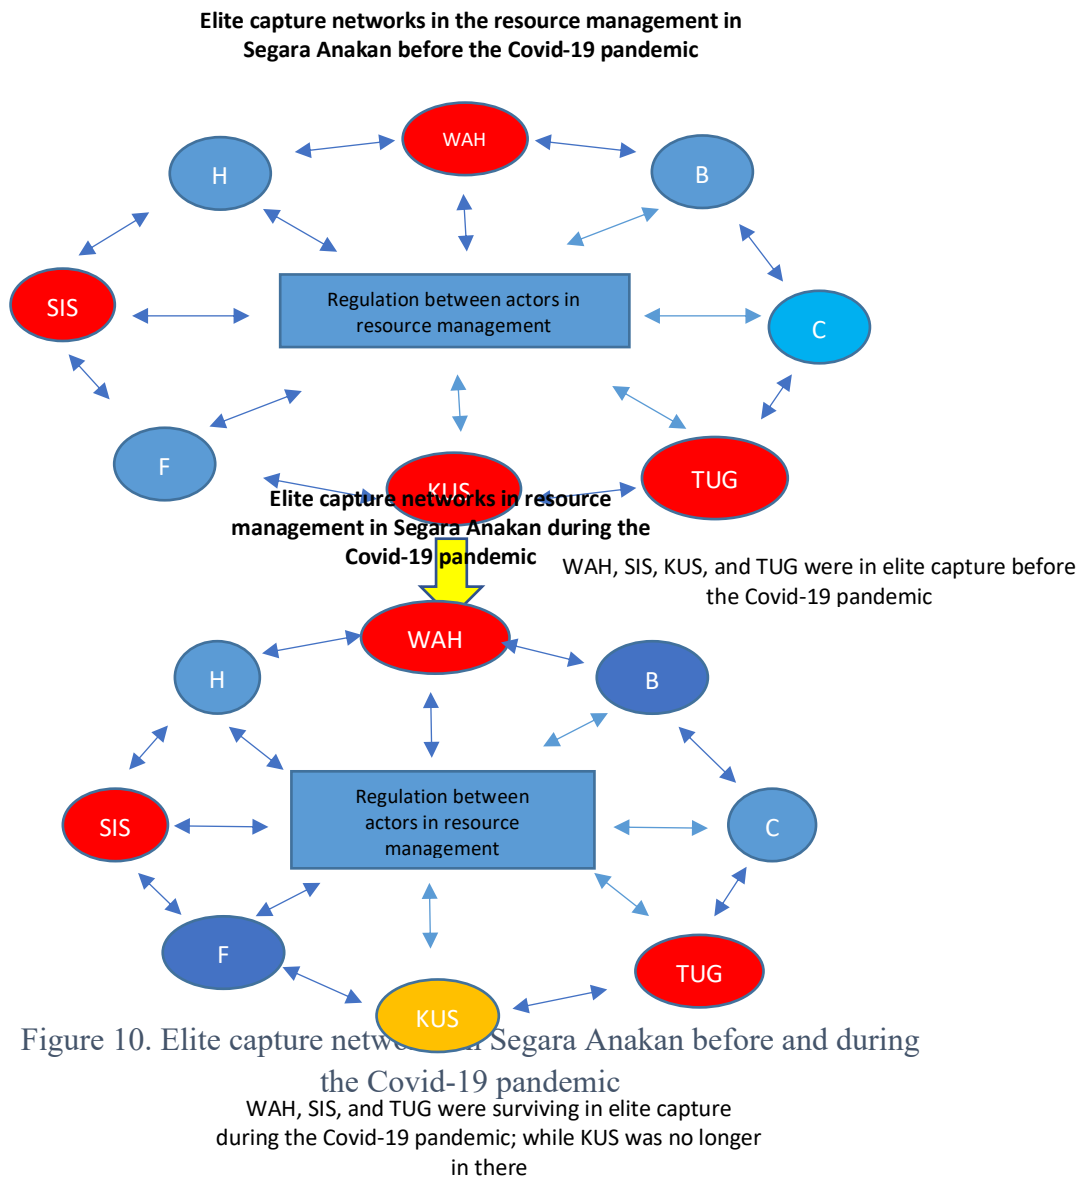 Elite capture networks in the resource management in
Segara Anakan before the Covid-19 pandemic
WAH
H
B
SIS
Regulation between actors in
resource management
C
F
KUS
TUG
Elite capture networks in resource
management in Segara Anakan during the
Covid-19 pandemic
WAH, SIS, KUS, and TUG were in elite capture before
the Covid-19 pandemic
WAH
H
B
SIS
Regulation between
actors in resource
management
C
F
TUG
KUS
Figure 10. Elite capture networks in Segara Anakan before and during
the Covid-19 pandemic
WAH, SIS, and TUG were surviving in elite capture
during the Covid-19 pandemic; while KUS was no longer
in there